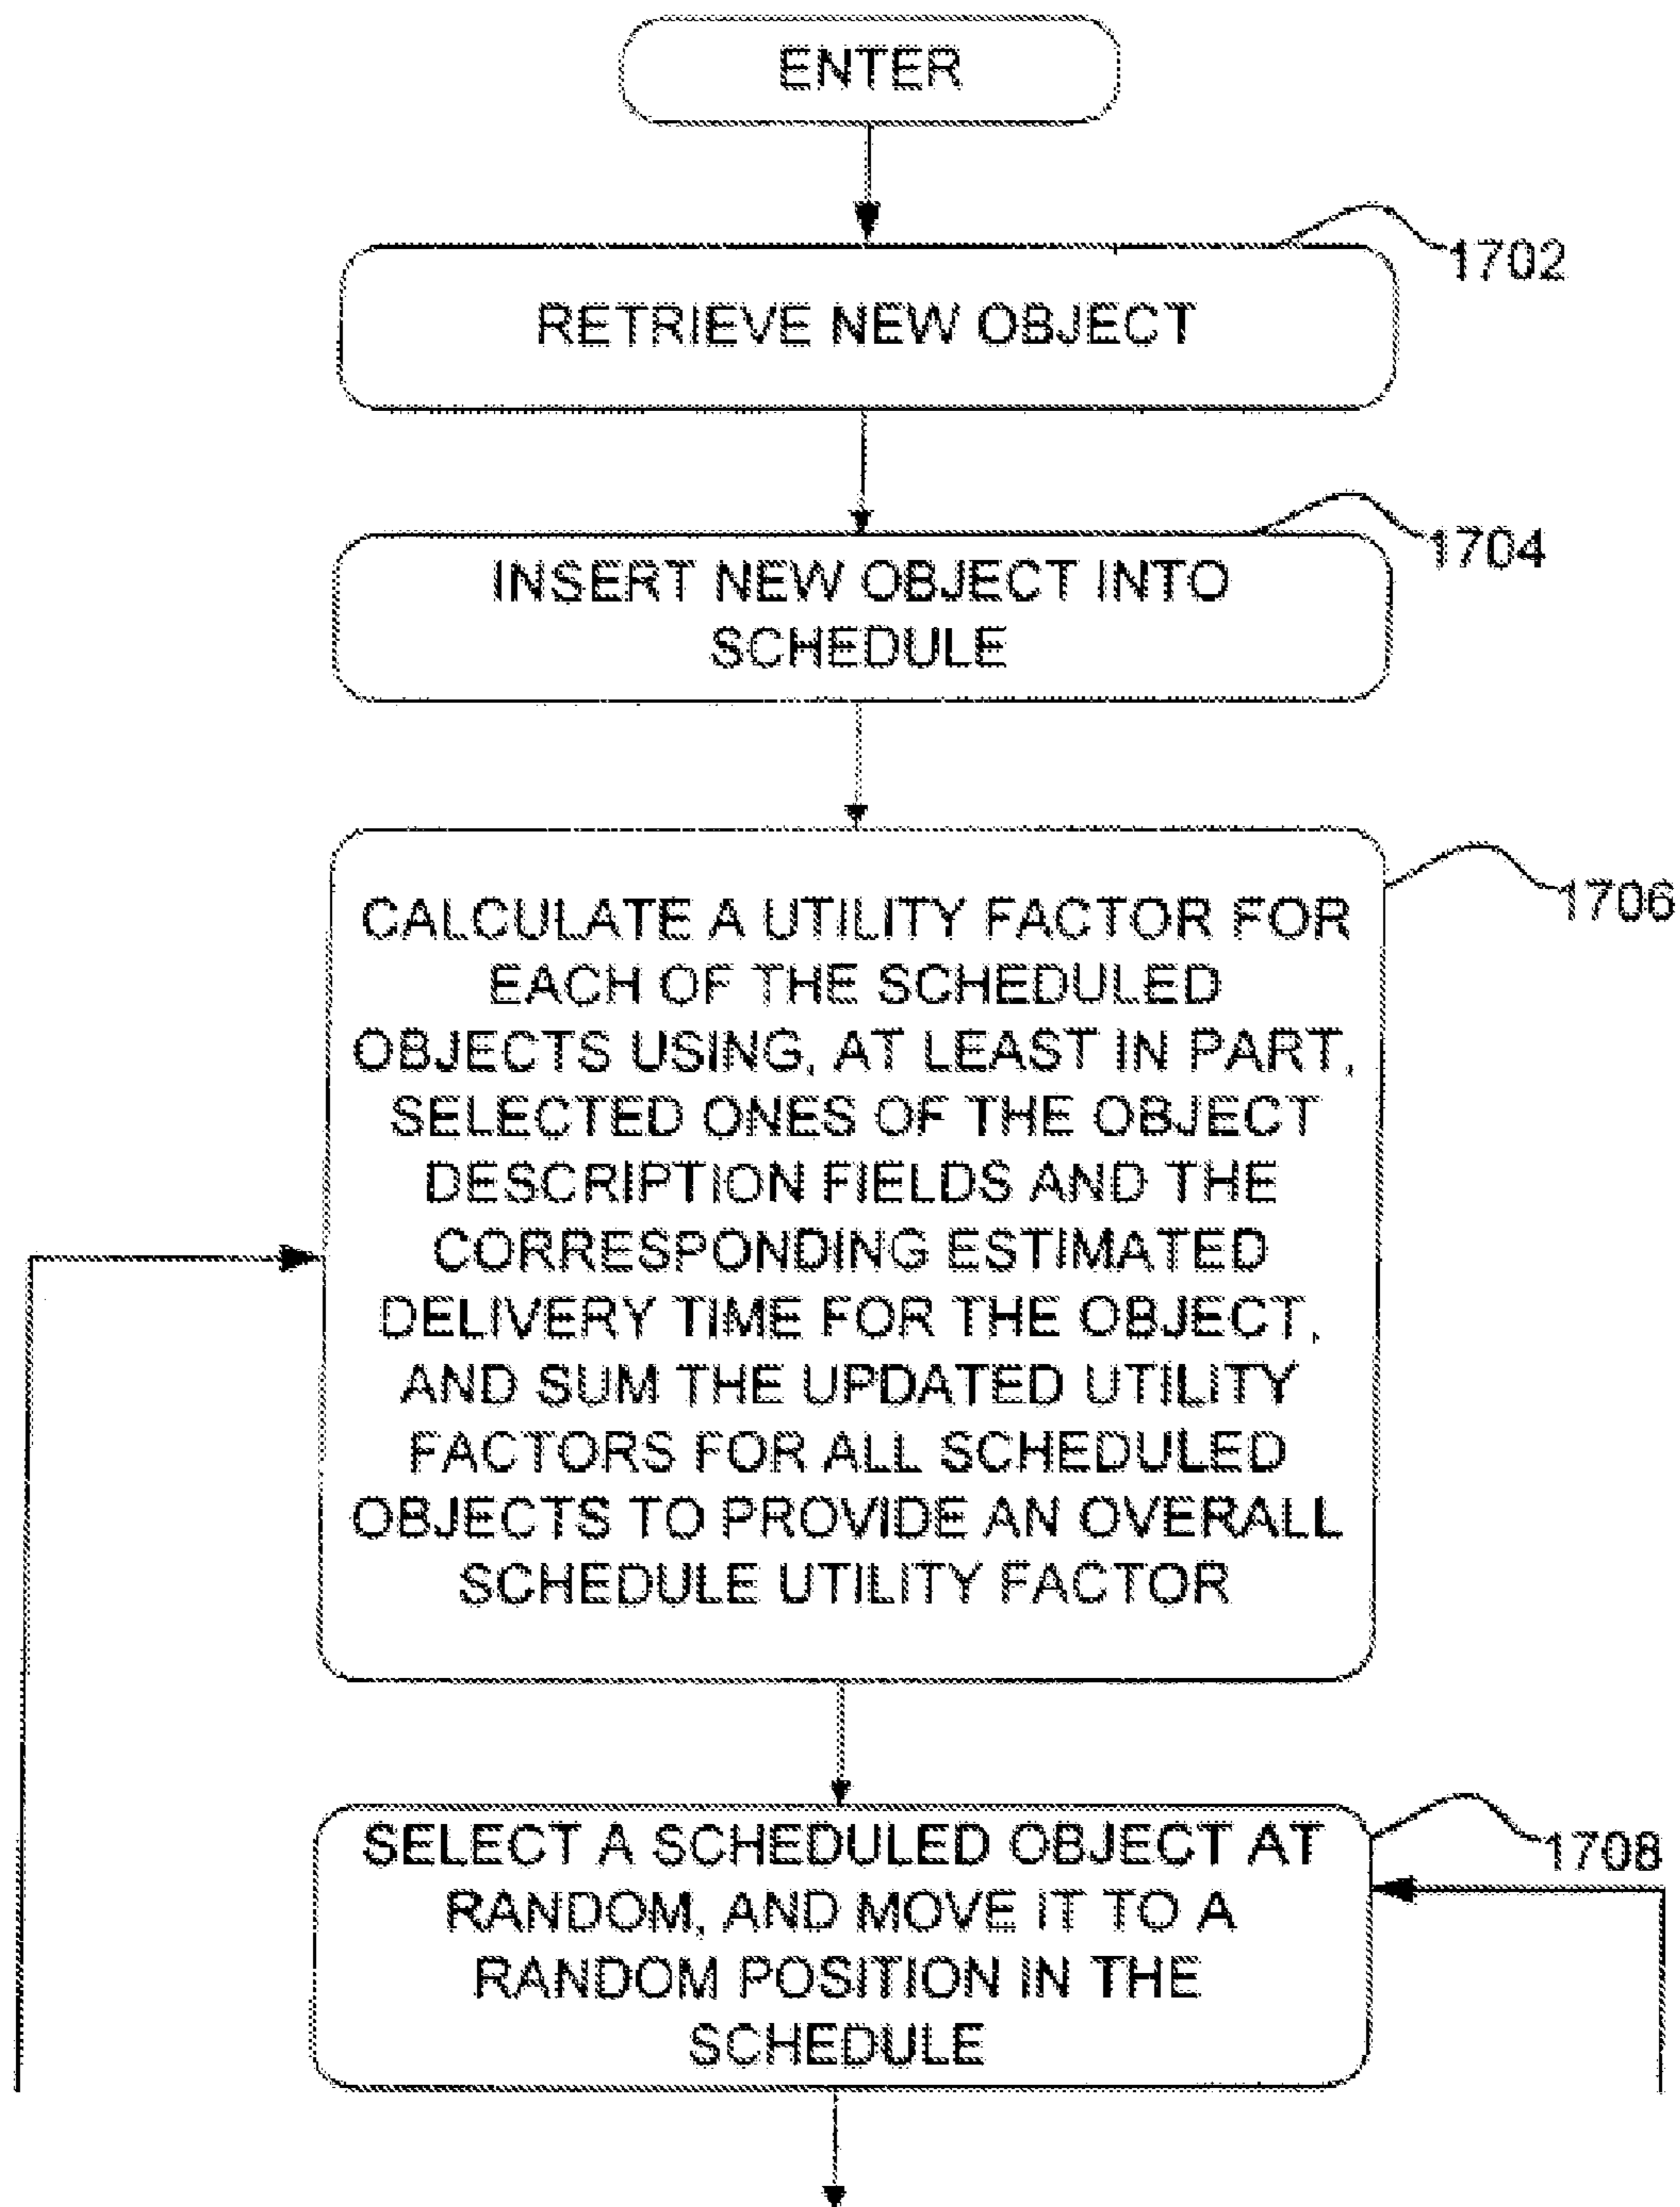 ENTER
1702
RETRIEVE NEW OBJECT
1704
INSERT NEW OBJECT INTO
SCHEDULE
1706
CALCULATE A UTILITY FACTOR FOR
EACH OF THE SCHEDULED
OBJECTS USING, AT LEAST IN PART,
SELECTED ONES OF THE OBJECT
DESCRIPTION FIELDS AND THE
CORRESPONDING ESTIMATED
DELIVERY TIME FOR THE OBJECT,
AND SUM THE UPDATED UTILITY
FACTORS FOR ALL SCHEDULED
OBJECTS TO PROVIDE AN OVERALL
SCHEDULE UTILITY FACTOR
1708
SELECT A SCHEDULED OBJECT AT
RANDOM, AND MOVE IT TO A
RANDOM POSITION IN THE
SCHEDULE